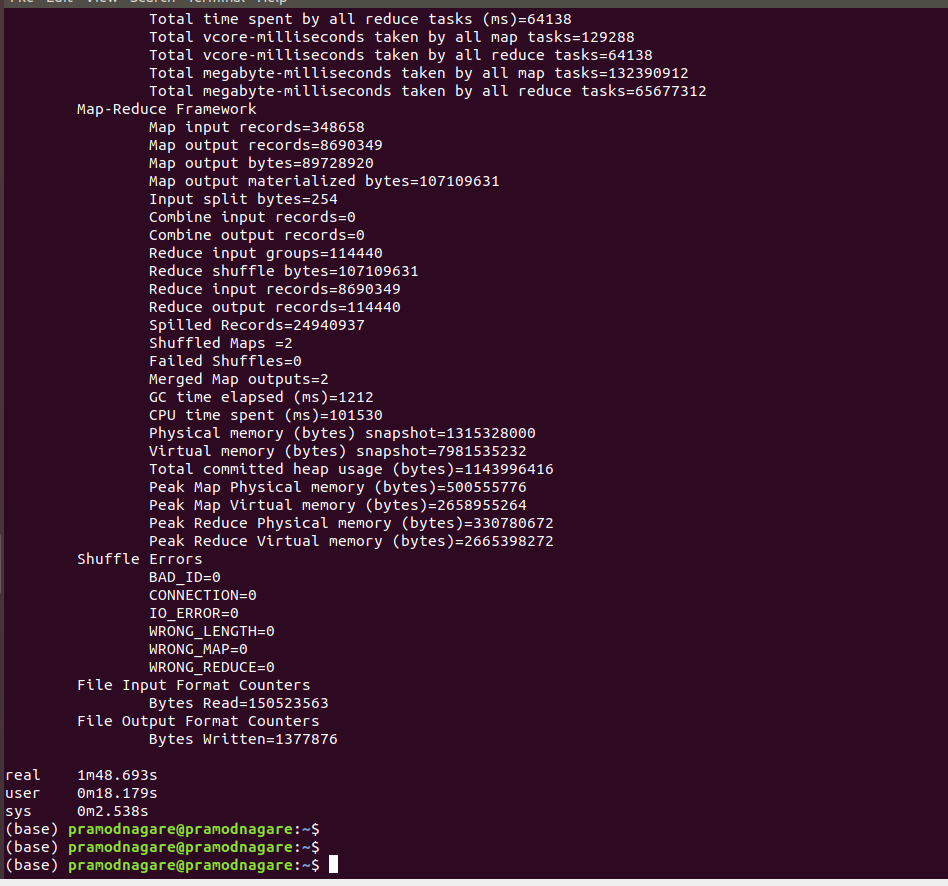 File Edit View Search Terminal Help
Total time spent by all reduce tasks (ms)=64138
Total vcore-milliseconds taken by all map tasks=129288
Total vcore-milliseconds taken by all reduce tasks=64138
Total megabyte-milliseconds taken by all map tasks=132390912
Total megabyte-milliseconds taken by all reduce tasks=65677312
Map-Reduce Framework
Map input records=348658
Map output records=8690349
Map output bytes=89728920
Map output materialized bytes=107109631
Input split bytes=254
Combine input records=0
Combine output records=0
Reduce input groups=114440
Reduce shuffle bytes=107109631
Reduce input records=8690349
Reduce output records=114440
Spilled Records=24940937
Shuffled Maps =2
Failed Shuffles=0
Merged Map outputs=2
GC time elapsed (ms)=1212
CPU time spent (ms)=101530
Physical memory (bytes) snapshot=1315328000
Virtual memory (bytes) snapshot=7981535232
Total committed heap usage (bytes)=1143996416
Peak Map Physical memory (bytes)=500555776
Peak Map Virtual memory (bytes)=2658955264
Peak Reduce Physical memory (bytes)=330780672
Peak Reduce Virtual memory (bytes)=2665398272
Shuffle Errors
BAD_ID=0
CONNECTION=0
IO_ERROR=0
WRONG_LENGTH=0
WRONG_MAP=0
WRONG_REDUCE=0
File Input Format Counters
Bytes Read=150523563
File Output Format Counters
Bytes Written=1377876
real 1m48.693s
user 0m18.179s
sys 0m2.538s
(base) pramodnagare@pramodnagare:~$
(base) pramodnagare@pramodnagare:~$
(base) pramodnagare@pramodnagare:~$